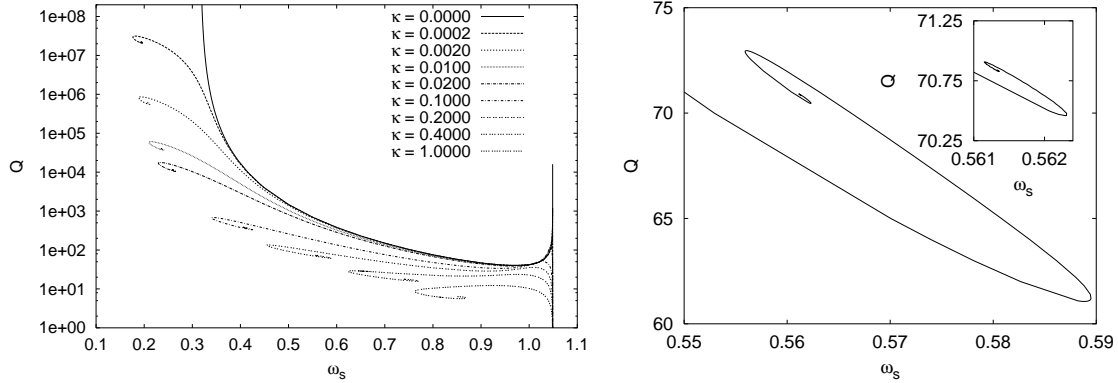 1e+08
1e+07
1e+06
1e+05
1e+04
1e+03
1e+02
1e+01
1e+00
Q
0.1 0.2 0.3 0.4 0.5 0.6 0.7 0.8 0.9 1.0 1.1
ωs
κ = 0.0000
κ = 0.0002
κ = 0.0020
κ = 0.0100
κ = 0.0200
κ = 0.1000
κ = 0.2000
κ = 0.4000
κ = 1.0000
75
70
65
60
Q
0.55 0.56 0.57 0.58 0.59
ωs
71.25
70.75
70.25
Q
0.561 0.562
ωs